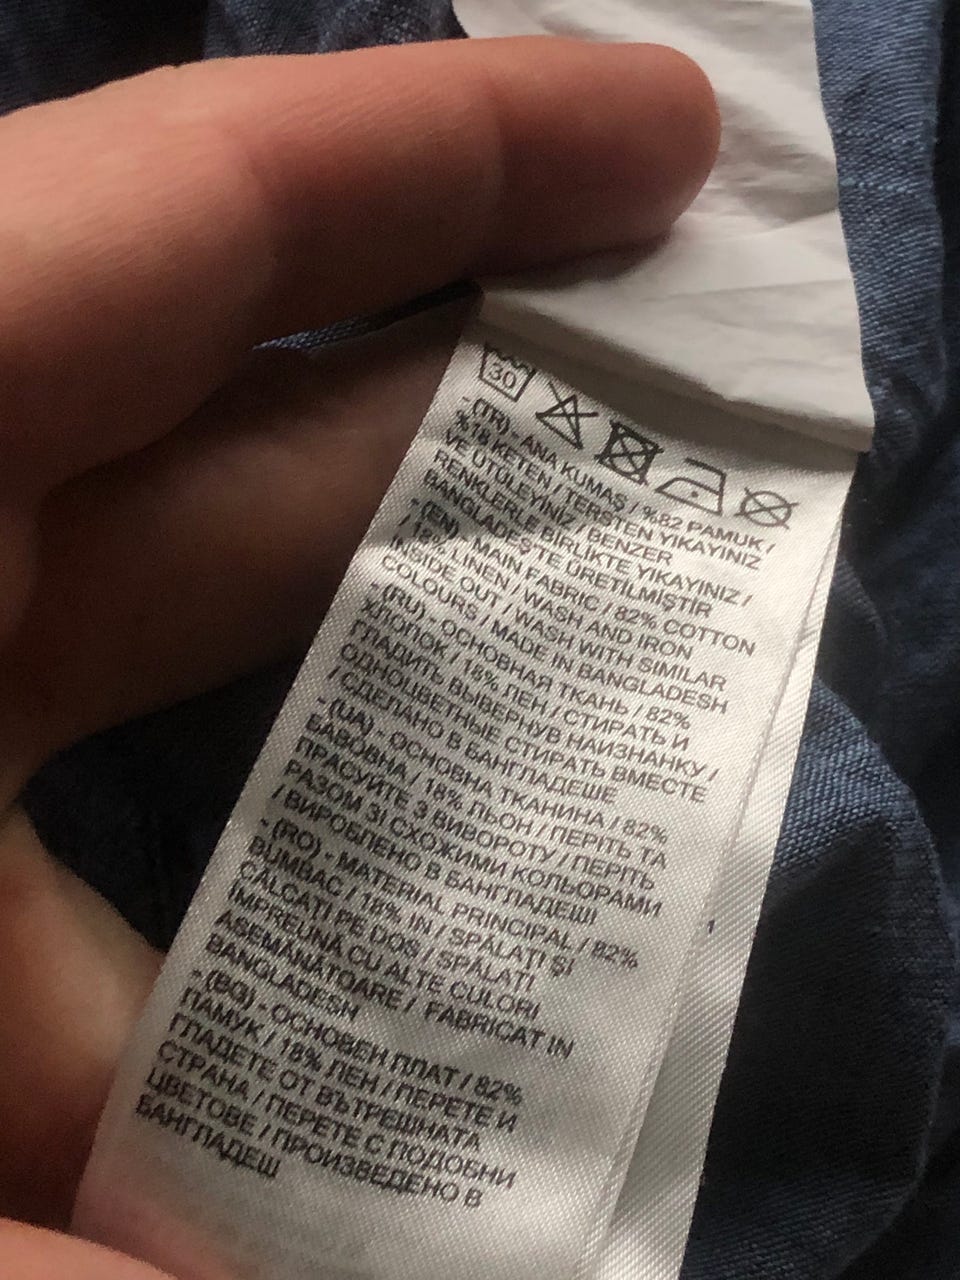 30
- (TR) - ANA KUMAŞ / %82 PAMUK /
%18 KETEN / TERSTEN YIKAYINIZ
VE ÜTÜLEYİNİZ / BENZER
RENKLERLE BİRLİKTE YIKAYINIZ /
BANGLADEŞ'TE ÜRETİLMİŞTİR
- (EN) - MAIN FABRIC / 82% COTTON
/ 18% LINEN / WASH AND IRON
INSIDE OUT / WASH WITH SIMILAR
COLOURS / MADE IN BANGLADESH
- (RU) - ОСНОВНАЯ ТКАНЬ / 82%
ХЛОПОК / 18% ЛЕН / СТИРАТЬ И
ГЛАДИТЬ ВЫВЕРНУВ НАИЗНАНКУ /
ОДНОЦВЕТНЫЕ СТИРАТЬ ВМЕСТЕ
/ СДЕЛАНО В БАНГЛАДЕШЕ
- (UA) - ОСНОВНА ТКАНИНА / 82%
БАВОВНА / 18% ЛЬОН / ПЕРІТЬ ТА
ПРАСУЙТЕ З ВИВОРОТУ / ПЕРІТЬ
РАЗОМ ЗІ СХОЖИМИ КОЛЬОРАМИ
/ ВИРОБЛЕНО В БАНГЛАДЕШІ
- (RO) - MATERIAL PRINCIPAL / 82%
BUMBAC / 18% IN / SPĂLAȚI ȘI
CĂLCAȚI PE DOS / SPĂLAȚI
ÎMPREUNĂ CU ALTE CULORI
ASEMĂNĂTOARE / FABRICAT IN
BANGLADESH
- (BG) - ОСНОВЕН ПЛАТ / 82%
ПАМУК / 18% ЛЕН / ПЕРЕТЕ И
ГЛАДЕТЕ ОТ ВЪТРЕШНАТА
СТРАНА / ПЕРЕТЕ С ПОДОБНИ
ЦВЕТОВЕ / ПРОИЗВЕДЕНО В
БАНГЛАДЕШ